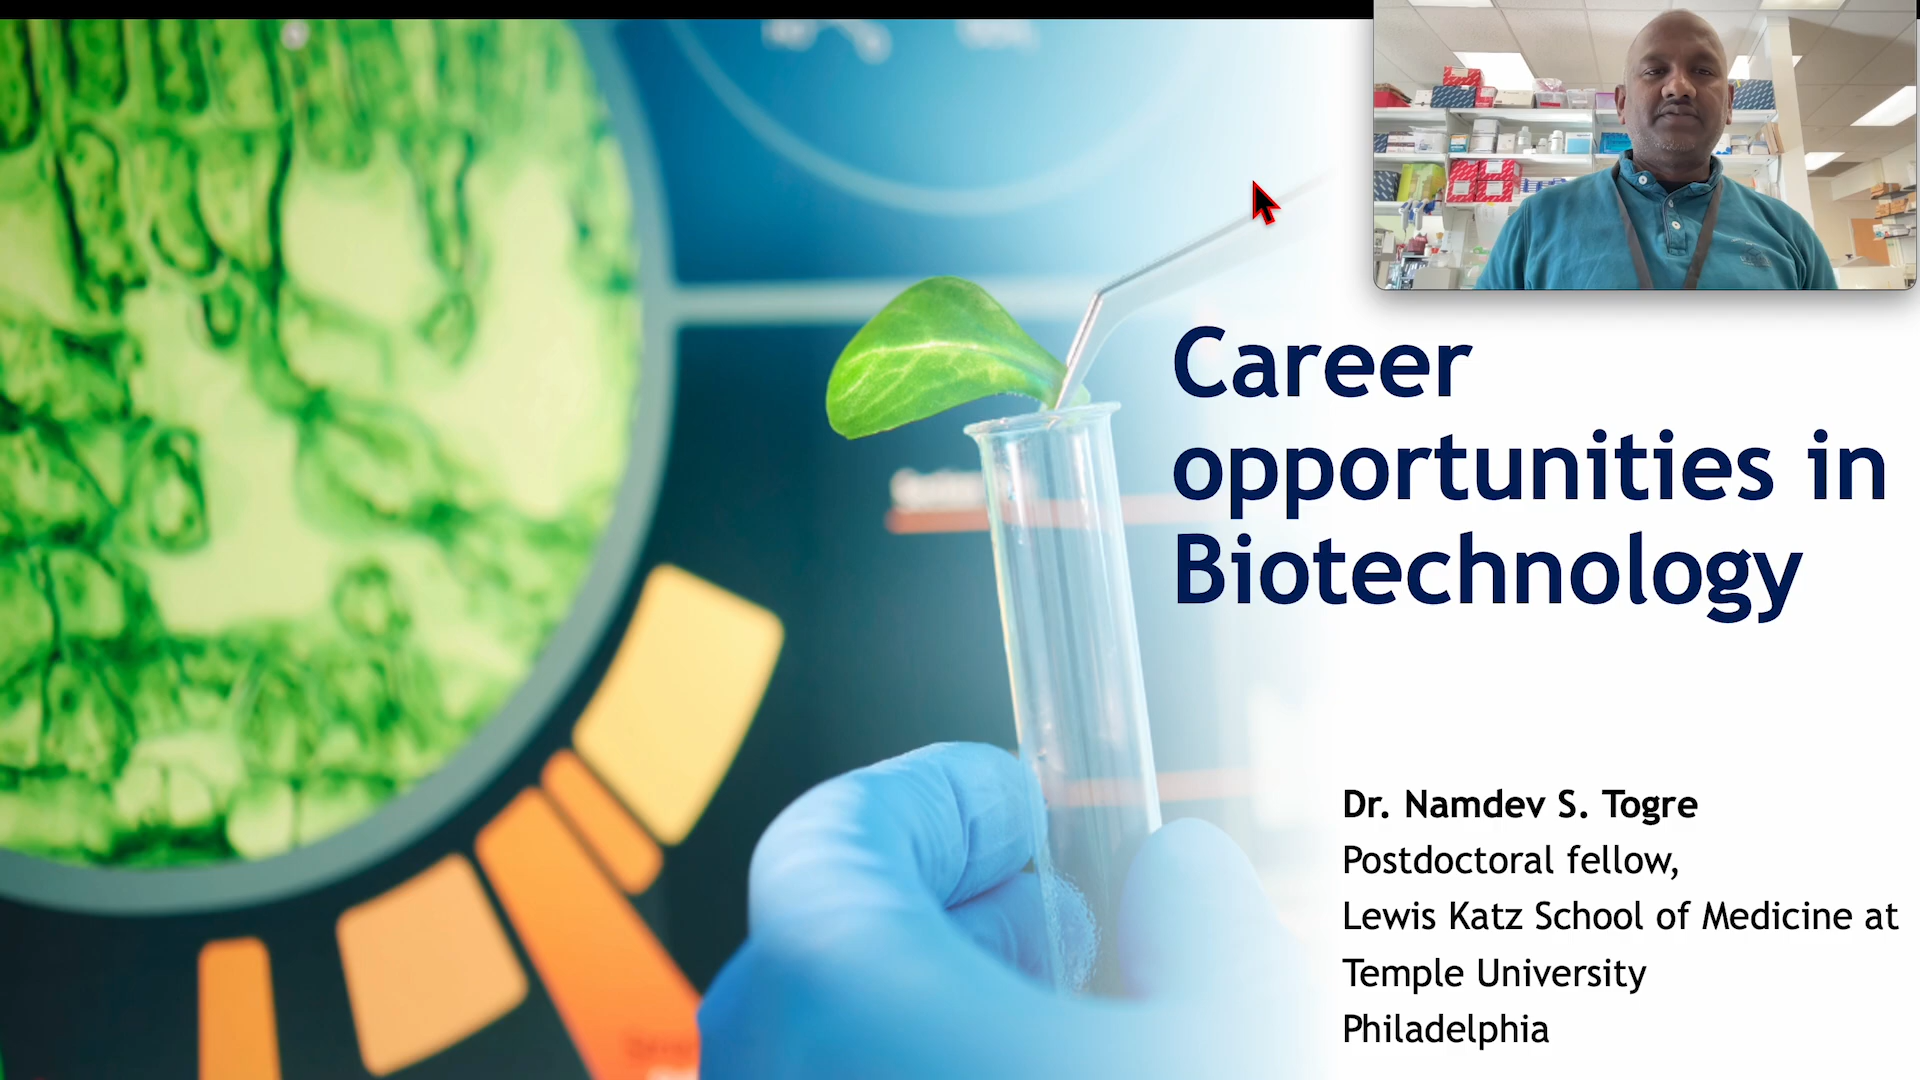 Career
opportunities in
Biotechnology
Dr. Namdev S. Togre
Postdoctoral fellow,
Lewis Katz School of Medicine at
Temple University
Philadelphia